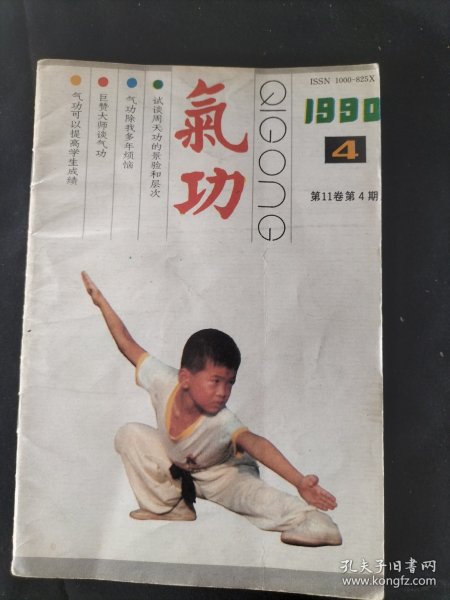 ISSN 1000-825X
氣功
QIGONG
1990
4
第11卷第4期
试谈周天功的景验和层次
气功除我多年烦恼
巨赞大师谈气功
气功可以提高学生成绩
孔夫子旧书网
www.kongfz.com